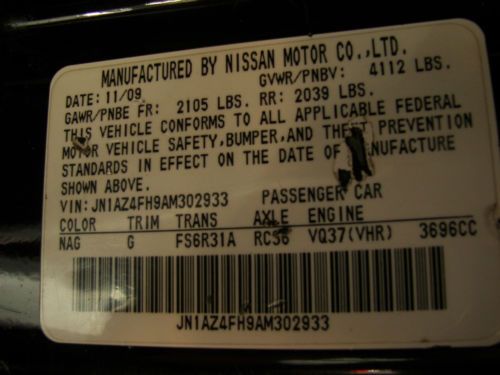 MANUFACTURED BY NISSAN MOTOR CO.,LTD.
DATE: 11/09 GVWR/PNBV: 4112 LBS.
GAWR/PNBE FR: 2105 LBS. RR: 2039 LBS.
THIS VEHICLE CONFORMS TO ALL APPLICABLE FEDERAL
MOTOR VEHICLE SAFETY,BUMPER,AND THEFT PREVENTION
STANDARDS IN EFFECT ON THE DATE OF MANUFACTURE
SHOWN ABOVE.
VIN: JN1AZ4FH9AM302933 PASSENGER CAR
COLOR TRIM TRANS AXLE ENGINE
NAG G FS6R31A RC36 VQ37(VHR) 3696CC
JN1AZ4FH9AM302933